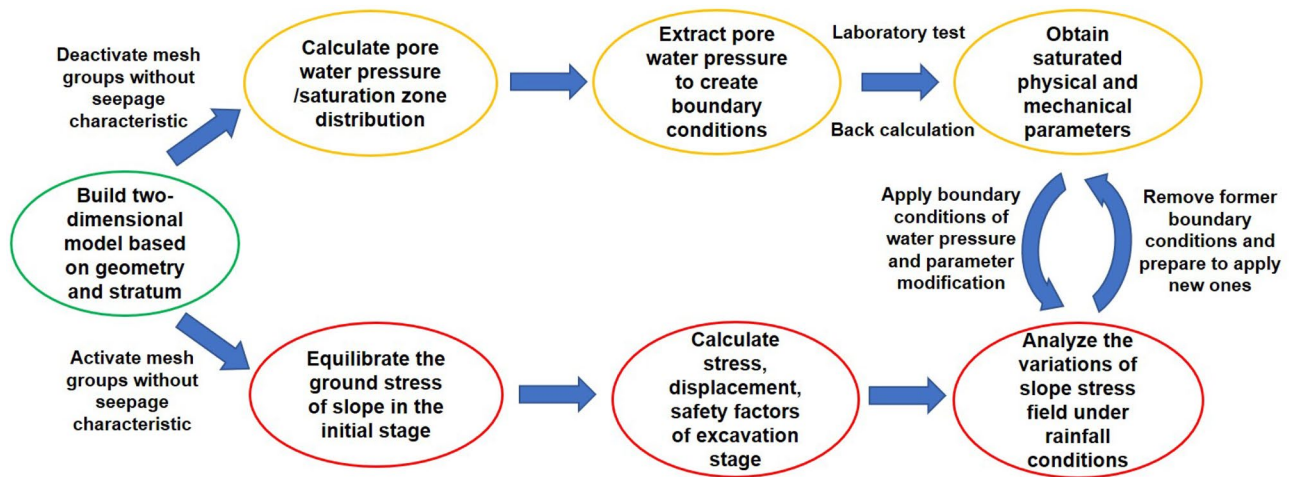 Deactivate mesh
groups without
seepage
characteristic
Calculate pore
water pressure
/saturation zone
distribution
Extract pore
water pressure
to create
boundary
conditions
Laboratory test
Back calculation
Obtain
saturated
physical and
mechanical
parameters
Build two-
dimensional
model based
on geometry
and stratum
Apply boundary
conditions of
water pressure
and parameter
modification
Remove former
boundary
conditions and
prepare to apply
new ones
Activate mesh
groups without
seepage
characteristic
Equilibrate the
ground stress
of slope in the
initial stage
Calculate
stress,
displacement,
safety factors
of excavation
stage
Analyze the
variations of
slope stress
field under
rainfall
conditions